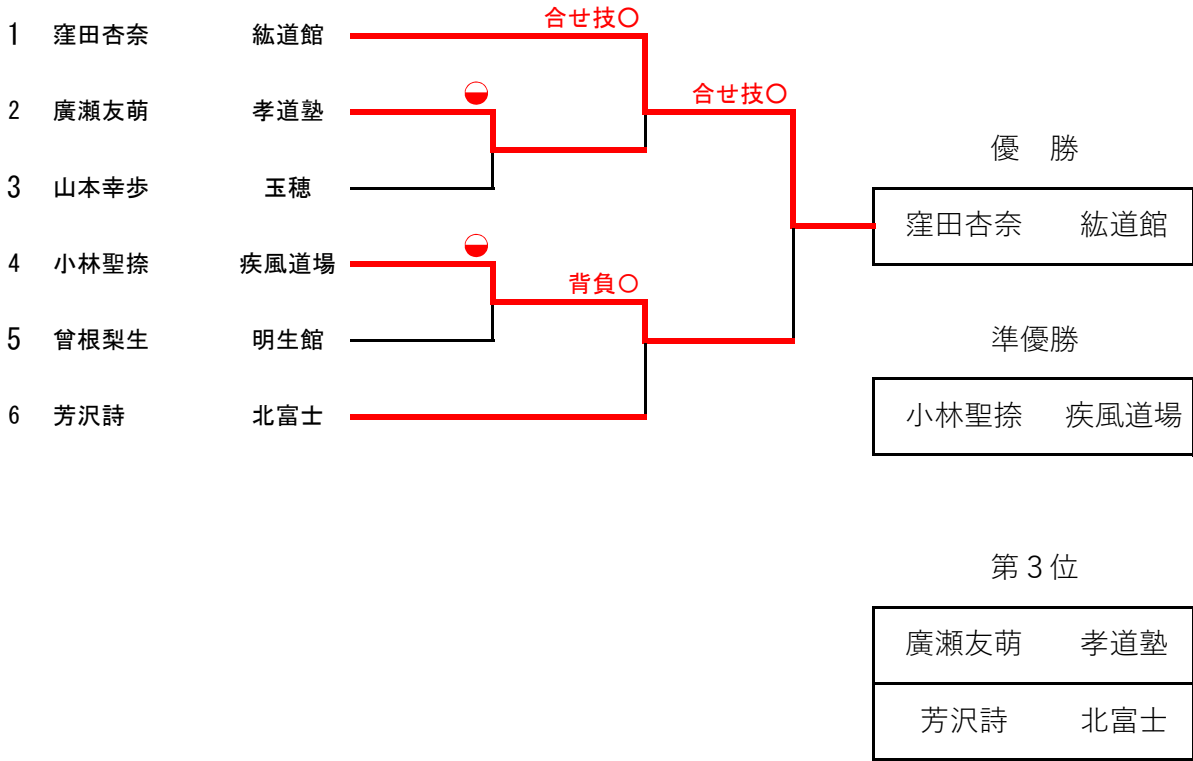 合せ技〇
1 窪田杏奈 紘道館
2 廣瀬友萌 孝道塾
合せ技〇
3 山本幸歩 玉穂
4 小林聖捺 疾風道場
背負〇
5 曾根梨生 明生館
6 芳沢詩 北富士
優 勝
窪田杏奈 紘道館
準優勝
小林聖捺 疾風道場
第３位
廣瀬友萌 孝道塾
芳沢詩 北富士